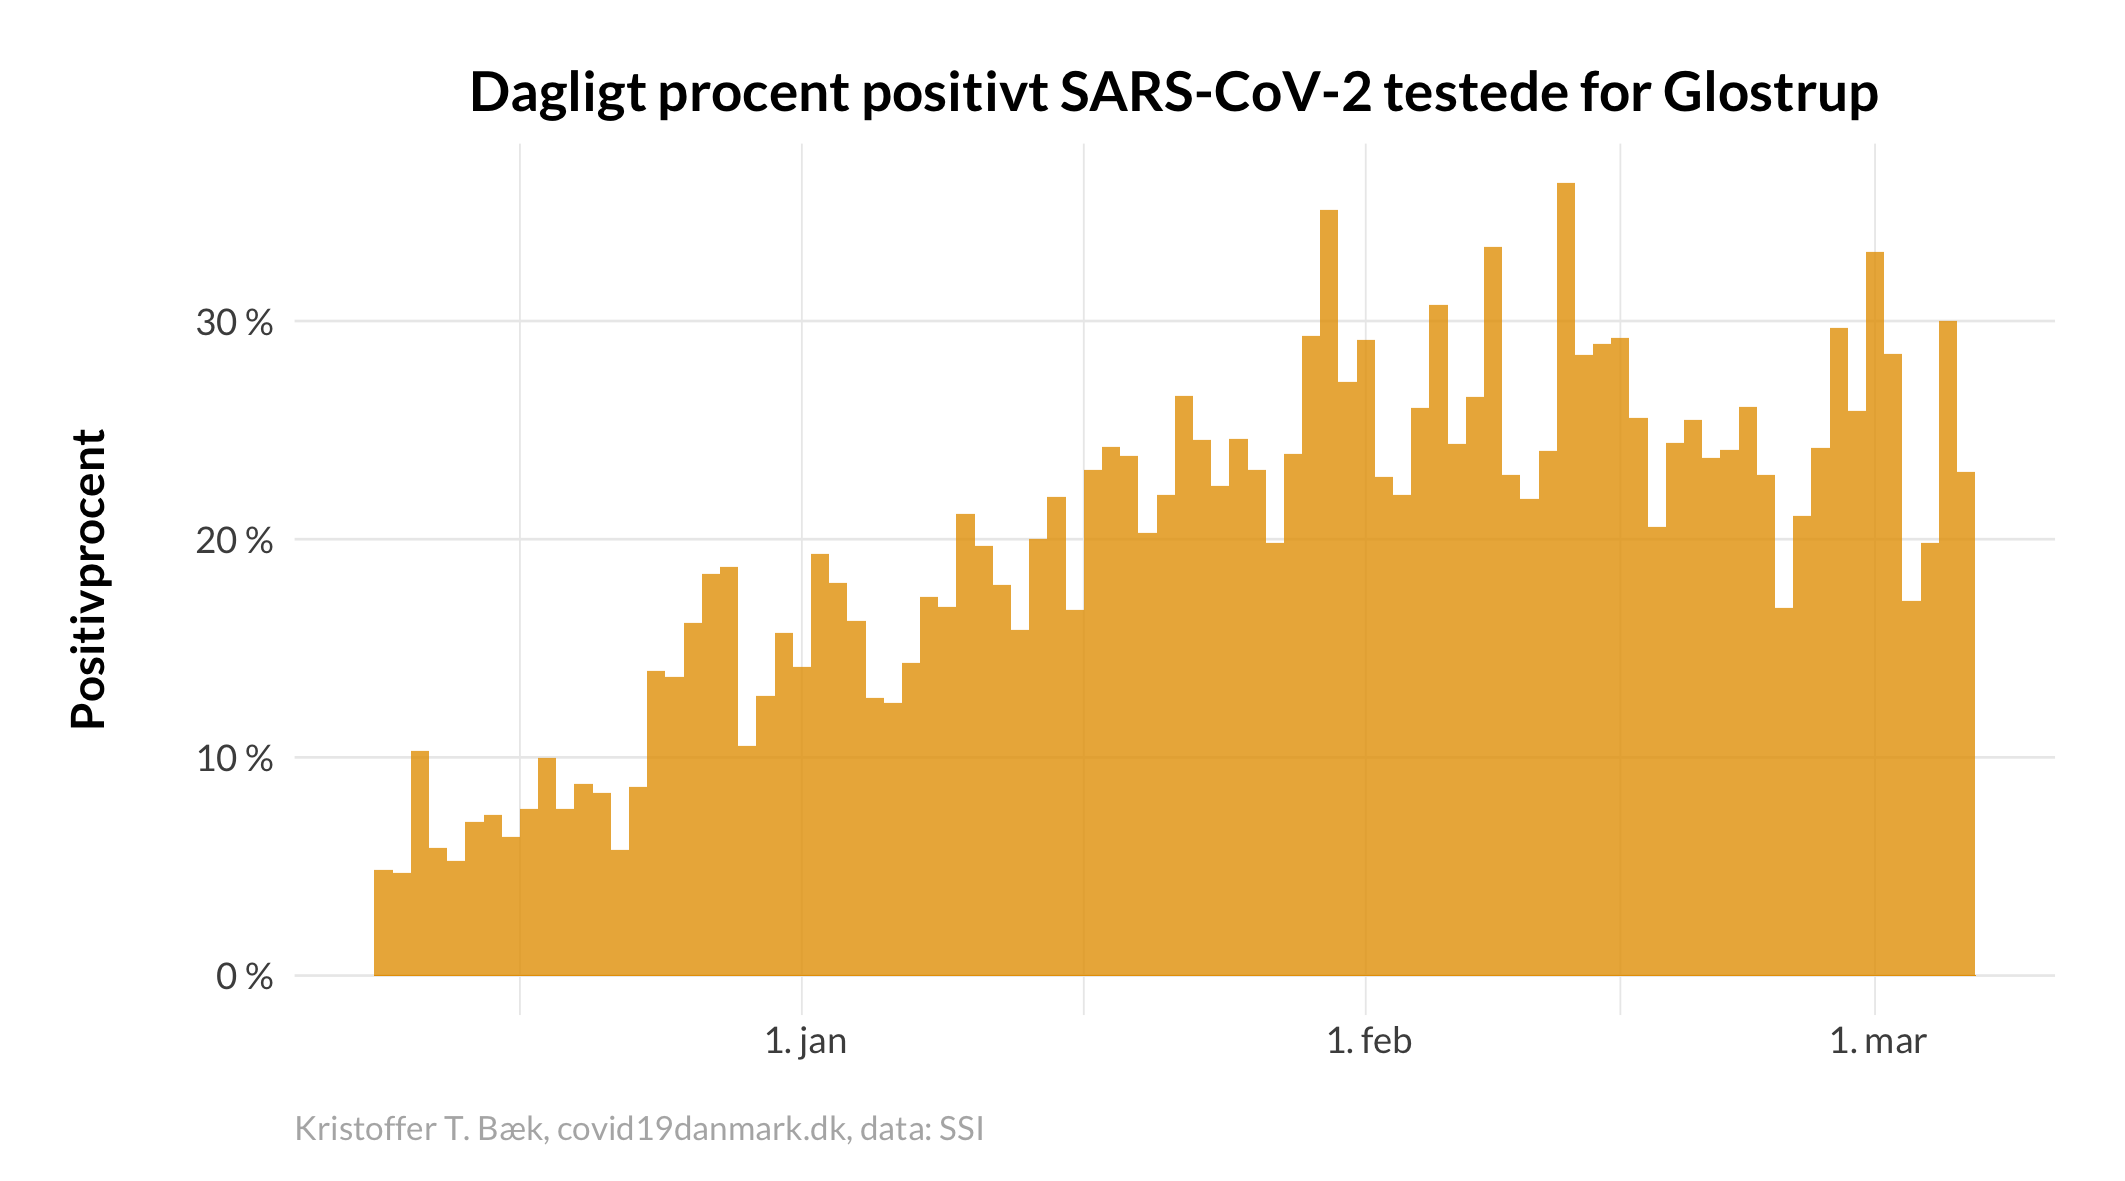 Dagligt procent positivt SARS-CoV-2 testede for Glostrup
Positivprocent
30 %
20 %
10 %
0 %
1. jan
1. feb
1. mar
Kristoffer T. Bæk, covid19danmark.dk, data: SSI